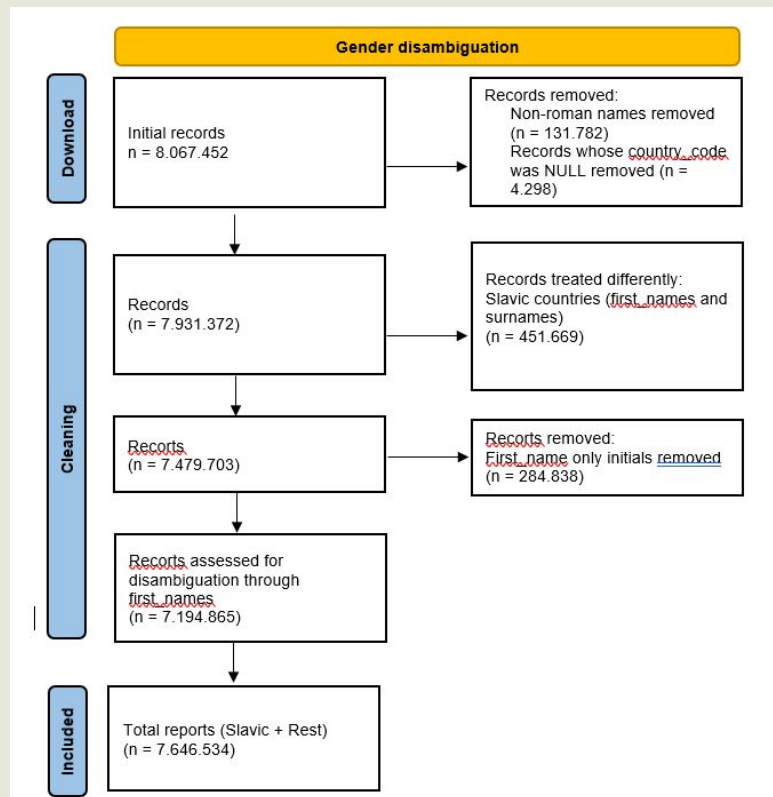 Gender disambiguation
Download
Initial records
n = 8.067.452
Records removed:
Non-roman names removed
(n = 131.782)
Records whose country_code
was NULL removed (n =
4.298)
Cleaning
Records
(n = 7.931.372)
Records treated differently:
Slavic countries (first_names and
surnames)
(n = 451.669)
Recorts
(n = 7.479.703)
Recorts removed:
First_name only initials removed
(n = 284.838)
Recorts assessed for
disambiguation through
first_names
(n = 7.194.865)
Included
Total reports (Slavic + Rest)
(n = 7.646.534)